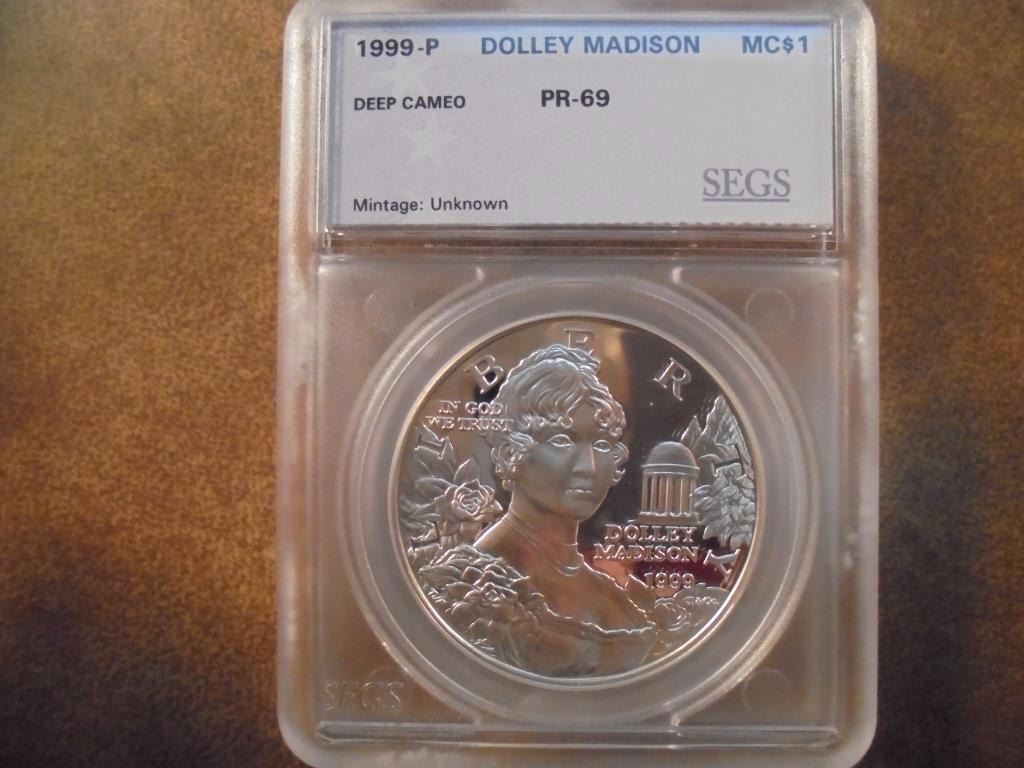 1999-P DOLLEY MADISON MC$1
DEEP CAMEO PR-69
SEGS
Mintage: Unknown
LIBERTY
IN GOD
WE TRUST
DOLLEY
MADISON
1999
T&Co.
SEGS